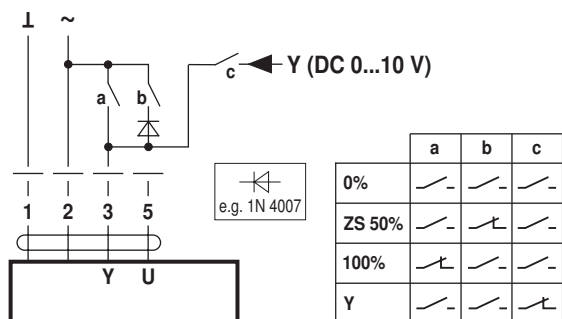 ⊥ ~
c Y (DC 0...10 V)
a b
e.g. 1N 4007
1 2 3 5
Y U
a b c
0%
ZS 50%
100%
Y